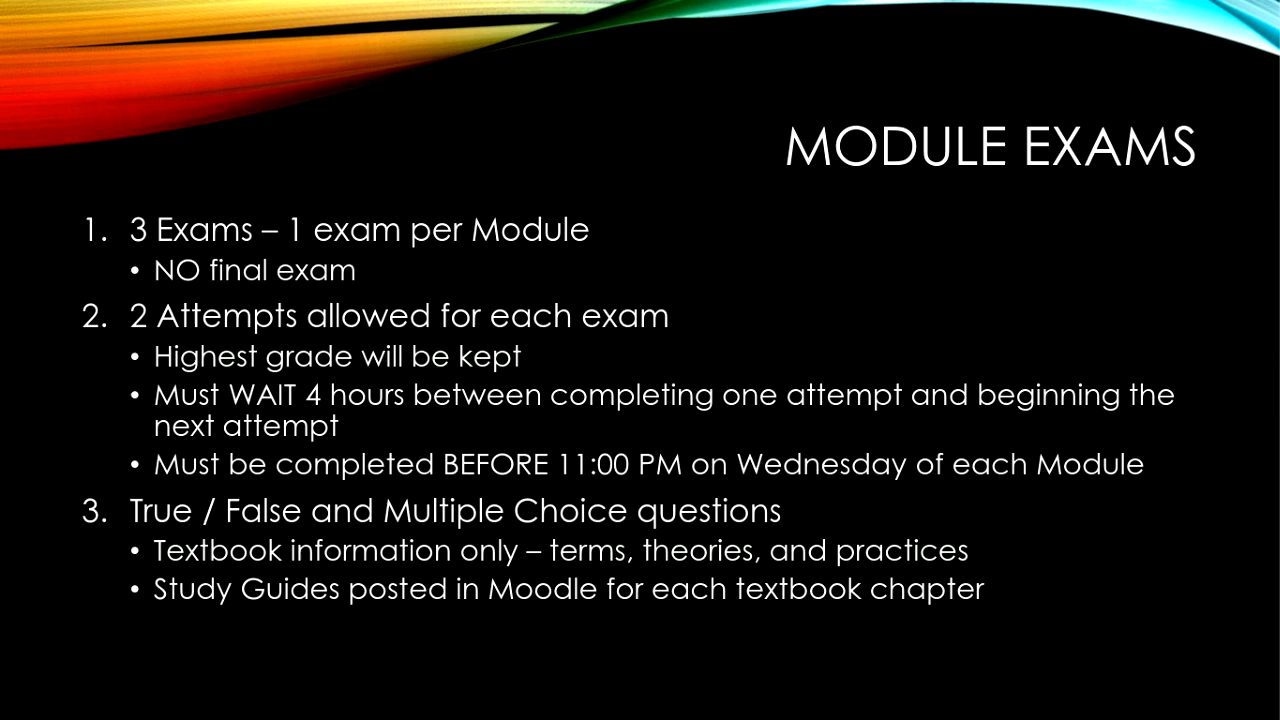 MODULE EXAMS
1. 3 Exams – 1 exam per Module
• NO final exam
2. 2 Attempts allowed for each exam
• Highest grade will be kept
• Must WAIT 4 hours between completing one attempt and beginning the
next attempt
• Must be completed BEFORE 11:00 PM on Wednesday of each Module
3. True / False and Multiple Choice questions
• Textbook information only – terms, theories, and practices
• Study Guides posted in Moodle for each textbook chapter